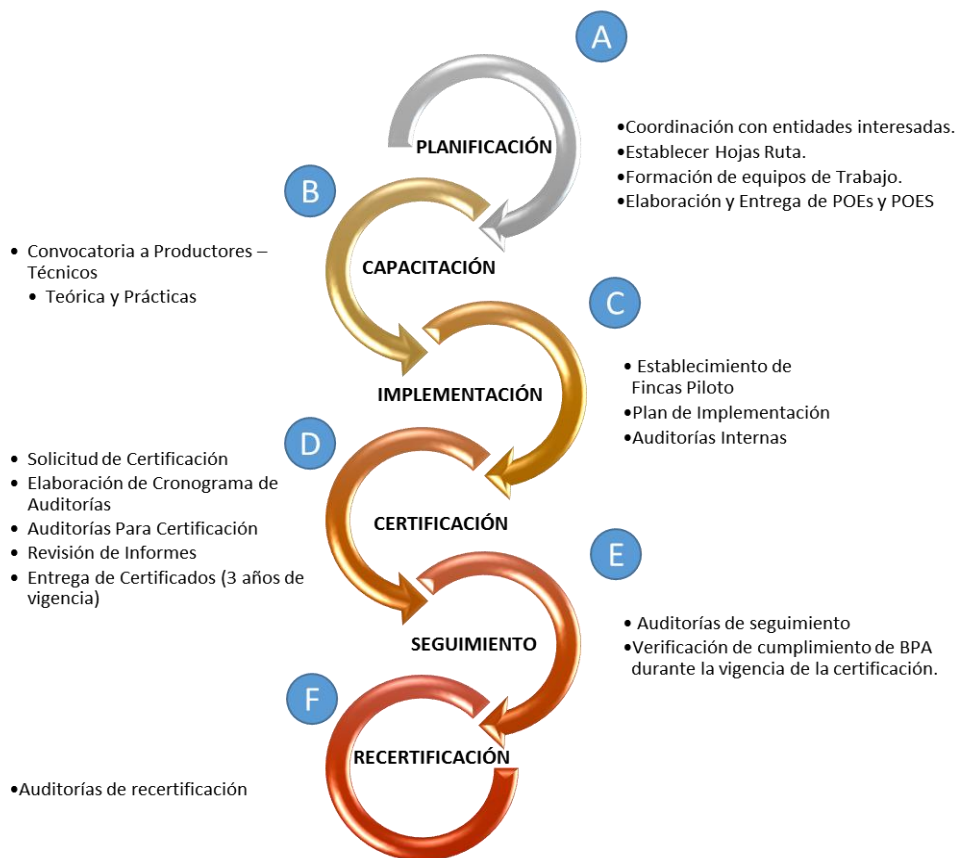 A
PLANIFICACIÓN
•Coordinación con entidades interesadas.
•Establecer Hojas Ruta.
•Formación de equipos de Trabajo.
•Elaboración y Entrega de POEs y POES
B
CAPACITACIÓN
• Convocatoria a Productores –
Técnicos
• Teórica y Prácticas
C
IMPLEMENTACIÓN
• Establecimiento de
Fincas Piloto
•Plan de Implementación
•Auditorías Internas
D
CERTIFICACIÓN
• Solicitud de Certificación
• Elaboración de Cronograma de
Auditorías
• Auditorías Para Certificación
• Revisión de Informes
• Entrega de Certificados (3 años de
vigencia)
E
SEGUIMIENTO
• Auditorías de seguimiento
•Verificación de cumplimiento de BPA
durante la vigencia de la certificación.
F
RECERTIFICACIÓN
•Auditorías de recertificación